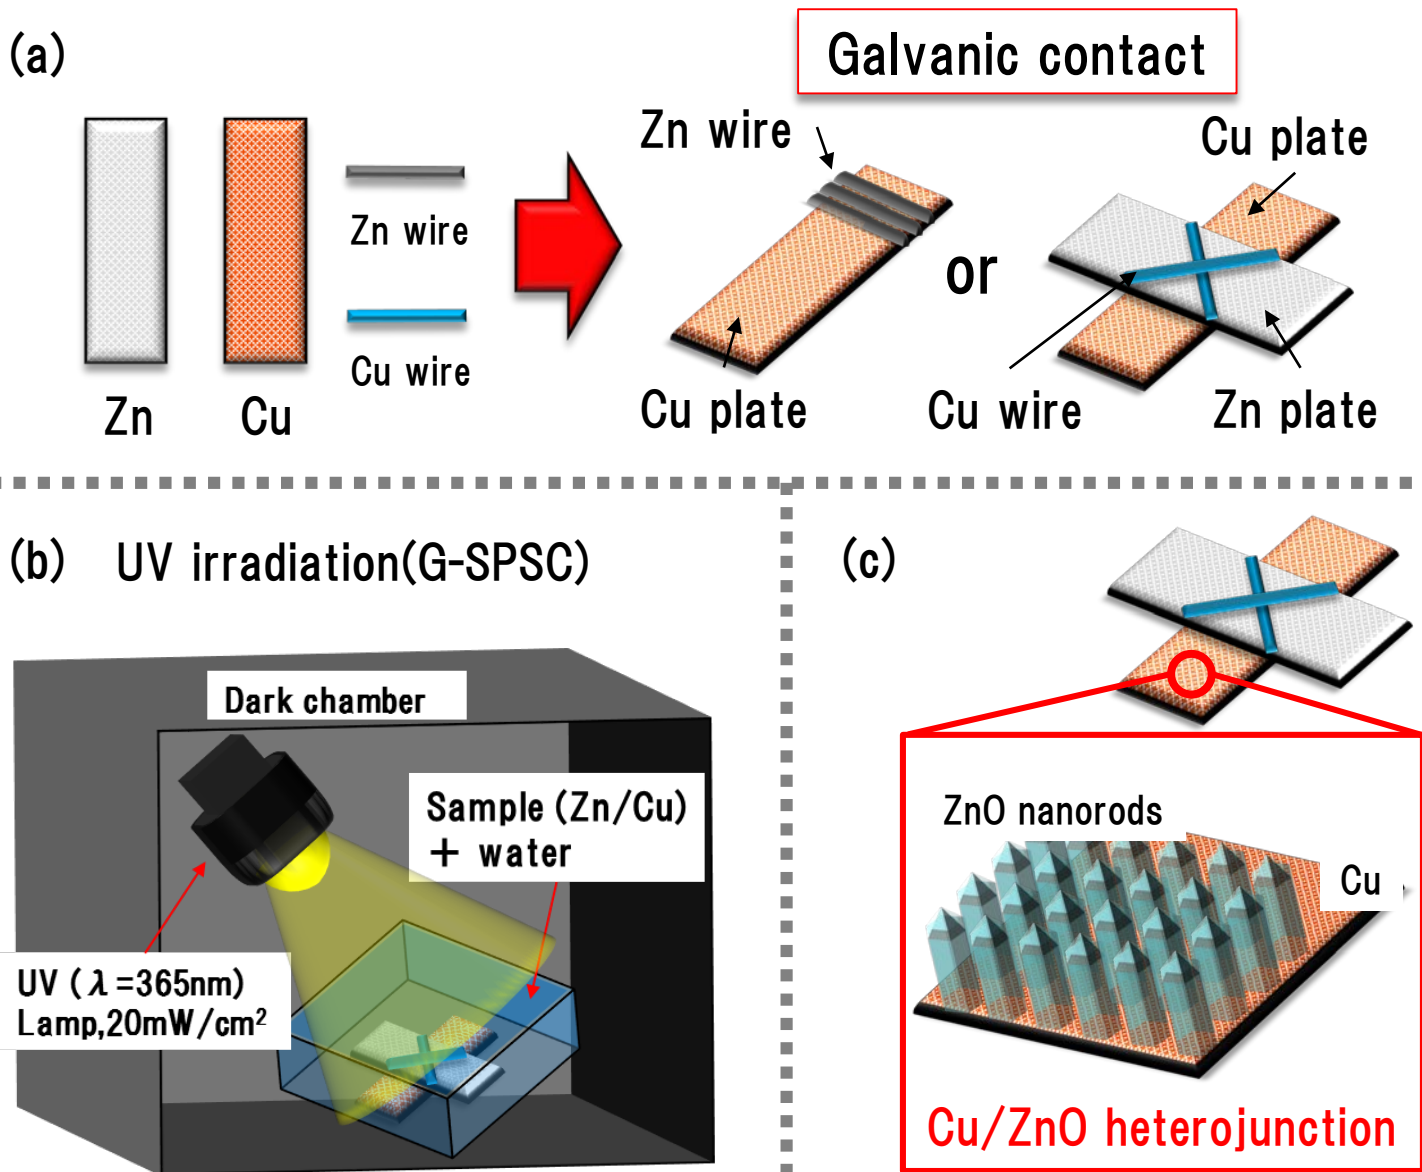 (a)
Galvanic contact
Zn wire
Cu plate
Zn wire
Cu wire
or
Zn
Cu
Cu plate
Cu wire
Zn plate
(b) UV irradiation(G-SPSC)
Dark chamber
Sample (Zn/Cu)
+ water
UV (λ=365nm)
Lamp,20mW/cm²
(c)
ZnO nanorods
Cu
Cu/ZnO heterojunction